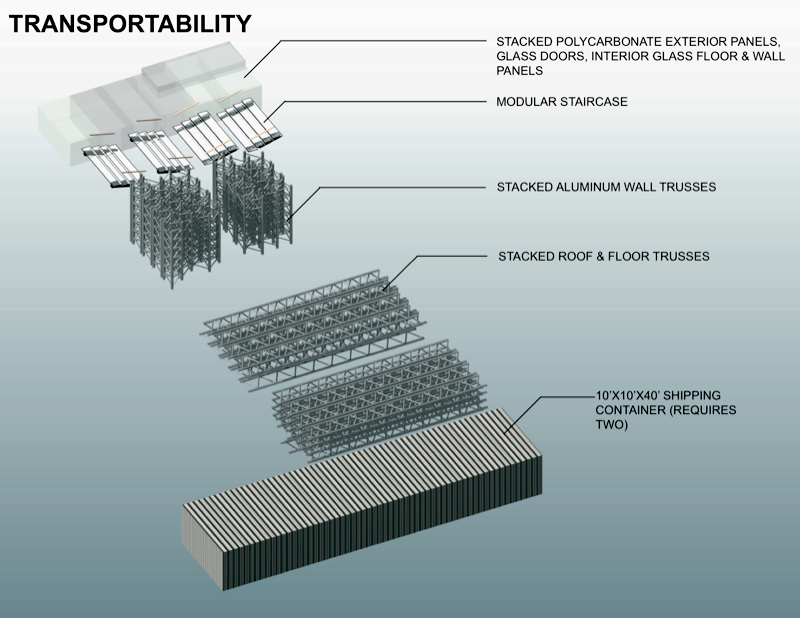 TRANSPORTABILITY
STACKED POLYCARBONATE EXTERIOR PANELS,
GLASS DOORS, INTERIOR GLASS FLOOR & WALL
PANELS
MODULAR STAIRCASE
STACKED ALUMINUM WALL TRUSSES
STACKED ROOF & FLOOR TRUSSES
10'X10'X40' SHIPPING
CONTAINER (REQUIRES
TWO)